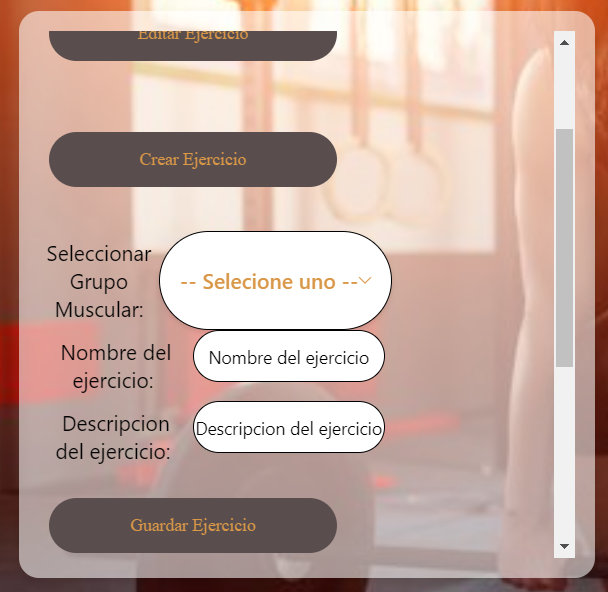 Editar Ejercicio
Crear Ejercicio
Seleccionar
Grupo
Muscular:
-- Selecione uno --
Nombre del
ejercicio:
Nombre del ejercicio
Descripcion
del ejercicio:
Descripcion del ejercicio
Guardar Ejercicio